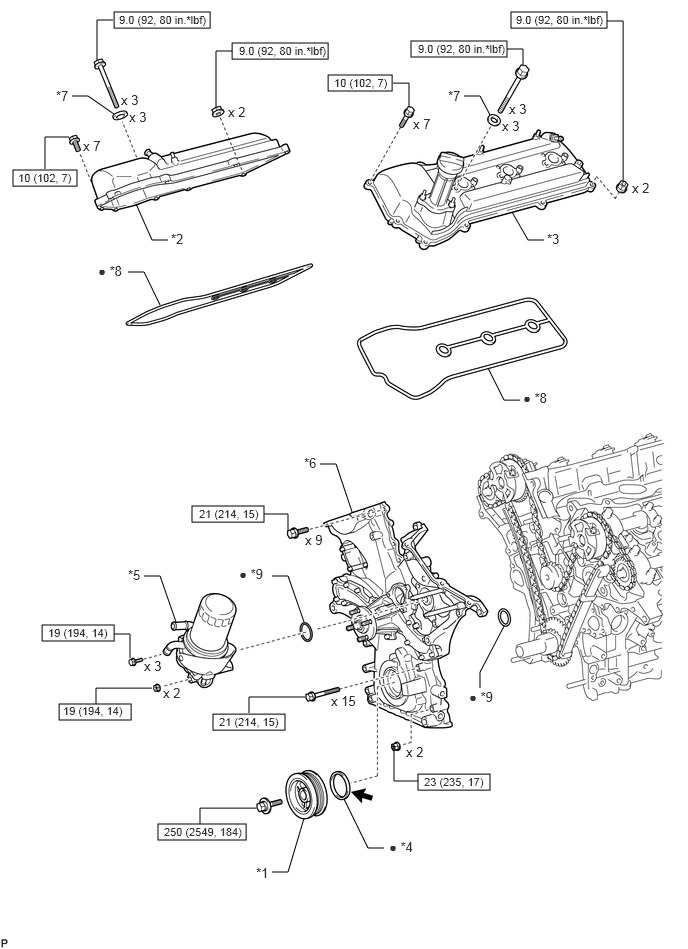 9.0 (92, 80 in.*lbf)
9.0 (92, 80 in.*lbf)
9.0 (92, 80 in.*lbf)
9.0 (92, 80 in.*lbf)
*7
x 3
x 3
x 2
x 7
10 (102, 7)
*2
10 (102, 7)
*7
x 3
x 3
x 7
x 2
*3
● *8
● *8
*6
21 (214, 15)
x 9
*5
● *9
19 (194, 14)
x 3
x 2
19 (194, 14)
x 15
21 (214, 15)
● *9
x 2
23 (235, 17)
250 (2549, 184)
● *4
*1
P